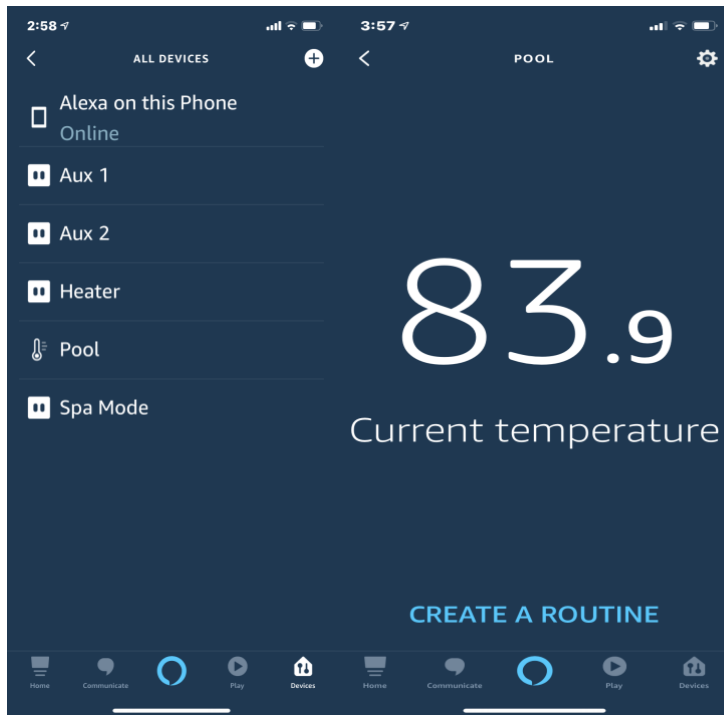 2:58
ALL DEVICES
Alexa on this Phone
Online
Aux 1
Aux 2
Heater
Pool
Spa Mode
Home
Communicate
Play
Devices
3:57
POOL
83.9
Current temperature
CREATE A ROUTINE
Home
Communicate
Play
Devices